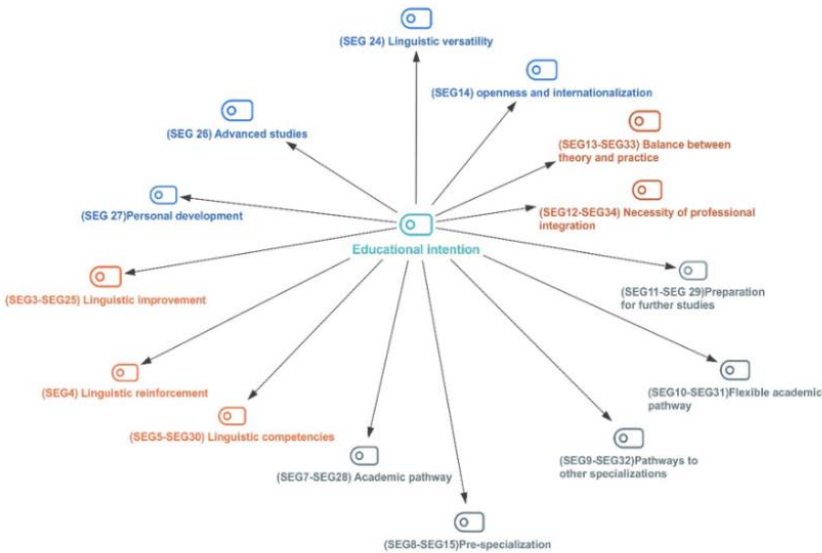 (SEG 24) Linguistic versatility
(SEG14) openness and internationalization
(SEG 26) Advanced studies
(SEG13-SEG33) Balance between
theory and practice
(SEG 27)Personal development
(SEG12-SEG34) Necessity of professional
integration
Educational intention
(SEG3-SEG25) Linguistic improvement
(SEG11-SEG 29)Preparation
for further studies
(SEG4) Linguistic reinforcement
(SEG10-SEG31)Flexible academic
pathway
(SEG5-SEG30) Linguistic competencies
(SEG9-SEG32)Pathways to
other specializations
(SEG7-SEG28) Academic pathway
(SEG8-SEG15)Pre-specialization